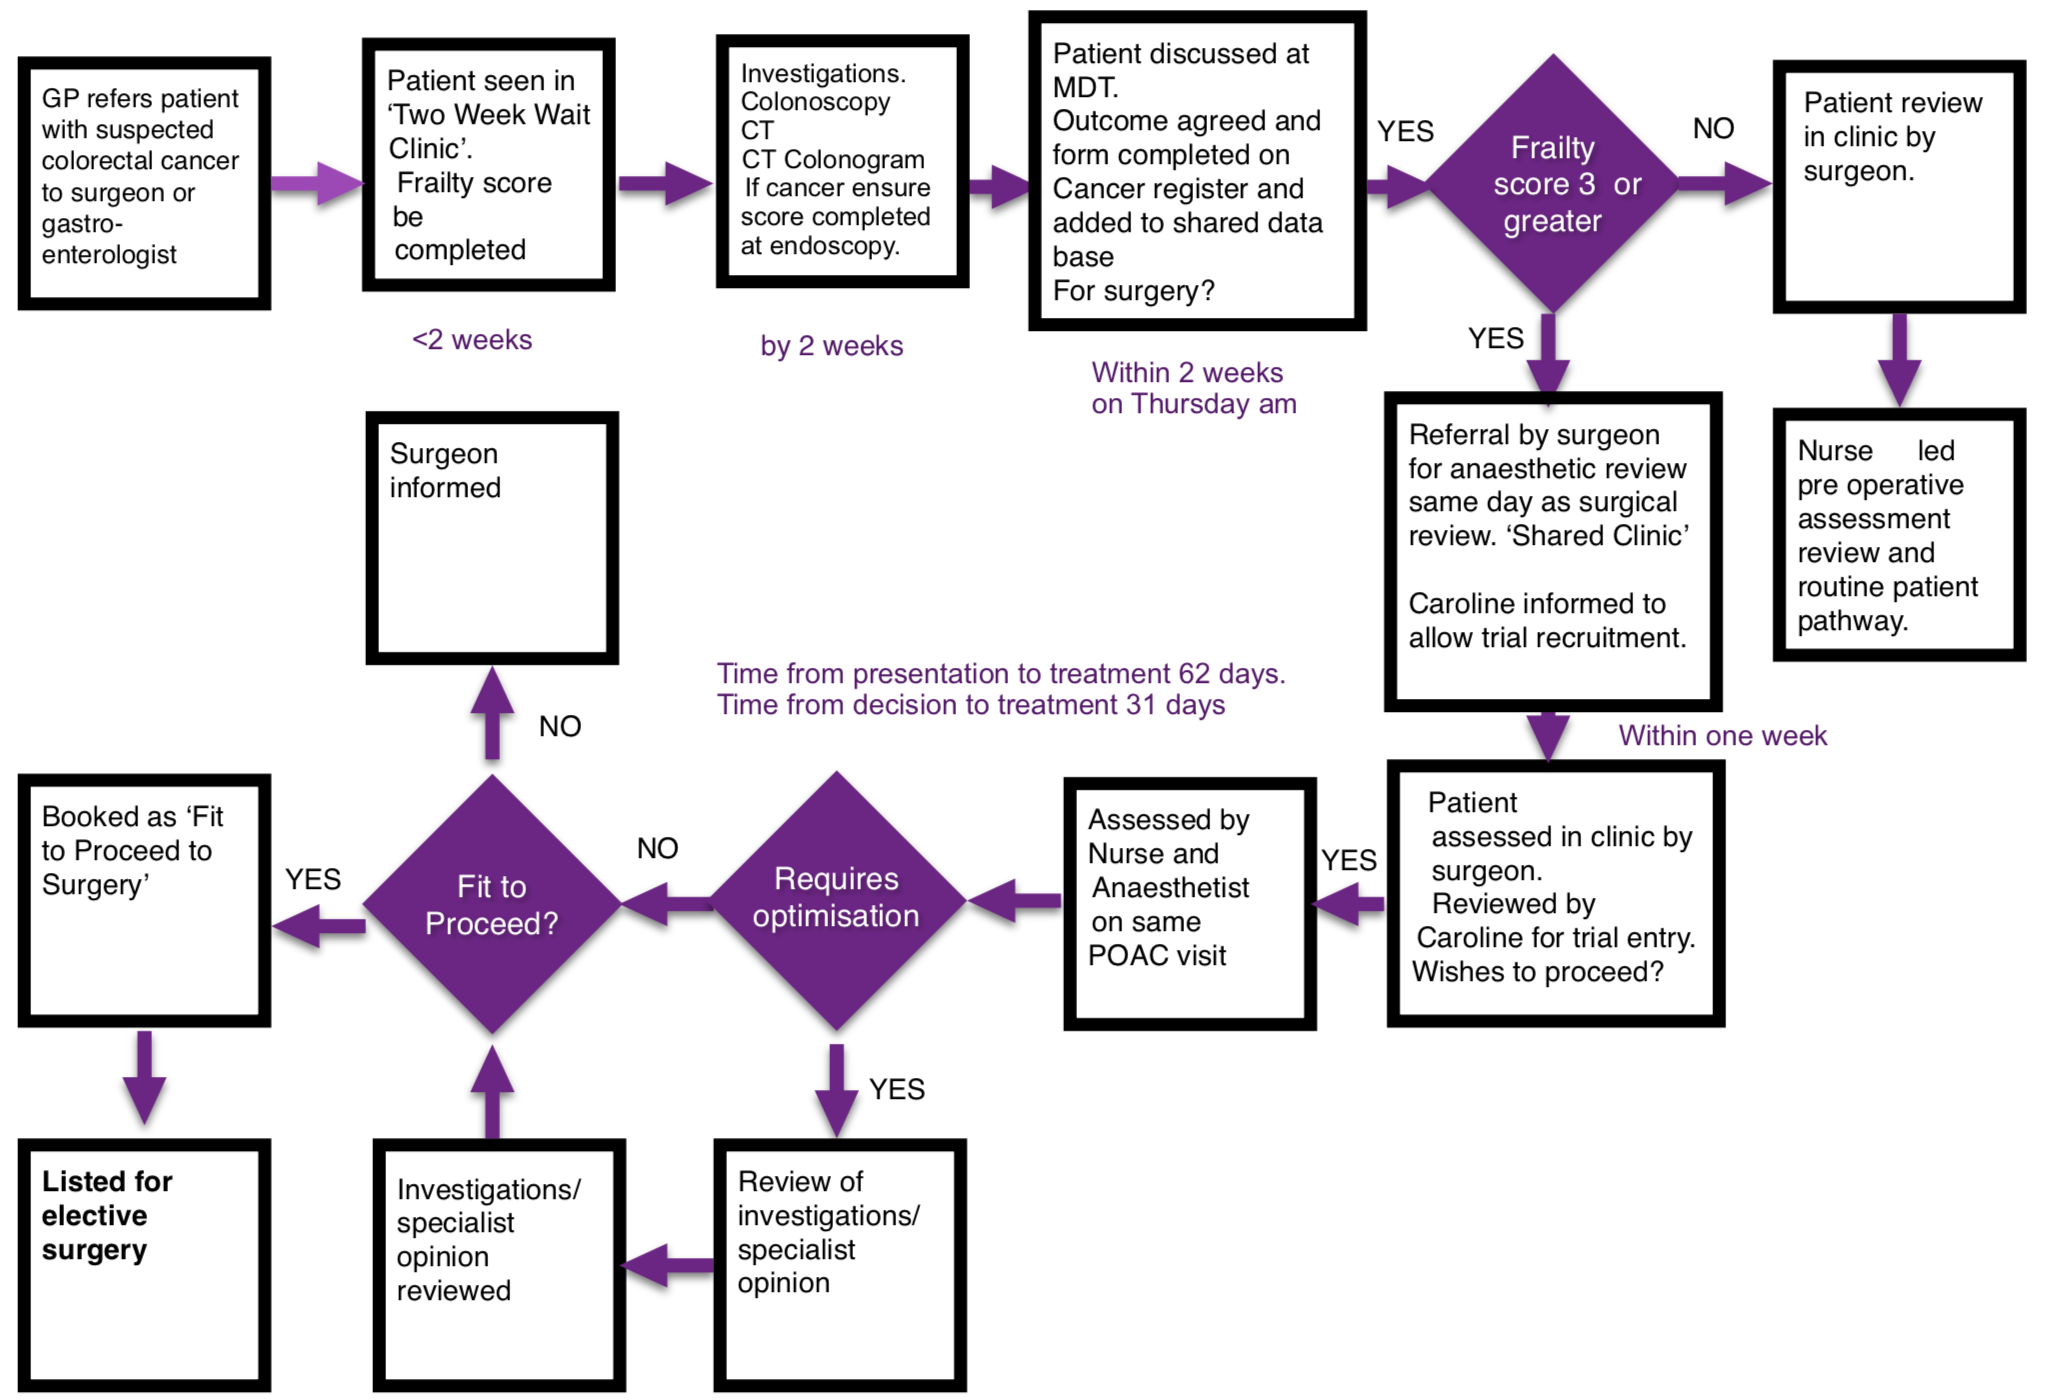 GP refers patient
with suspected
colorectal cancer
to surgeon or
gastro-
enterologist
Patient seen in
‘Two Week Wait
Clinic’.
Frailty score
be
completed
<2 weeks
Investigations.
Colonoscopy
CT
CT Colonogram
If cancer ensure
score completed
at endoscopy.
by 2 weeks
Patient discussed at
MDT.
Outcome agreed and
form completed on
Cancer register and
added to shared data
base
For surgery?
Within 2 weeks
on Thursday am
YES
Frailty
score 3 or
greater
NO
Patient review
in clinic by
surgeon.
Nurse led
pre operative
assessment
review and
routine patient
pathway.
YES
Referral by surgeon
for anaesthetic review
same day as surgical
review. ‘Shared Clinic’
Caroline informed to
allow trial recruitment.
Within one week
Patient
assessed in clinic by
surgeon.
Reviewed by
Caroline for trial entry.
Wishes to proceed?
YES
Assessed by
Nurse and
Anaesthetist
on same
POAC visit
Time from presentation to treatment 62 days.
Time from decision to treatment 31 days
Requires
optimisation
YES
Review of
investigations/
specialist
opinion
Investigations/
specialist
opinion
reviewed
NO
Fit to
Proceed?
NO
Surgeon
informed
YES
Booked as ‘Fit
to Proceed to
Surgery’
Listed for
elective
surgery